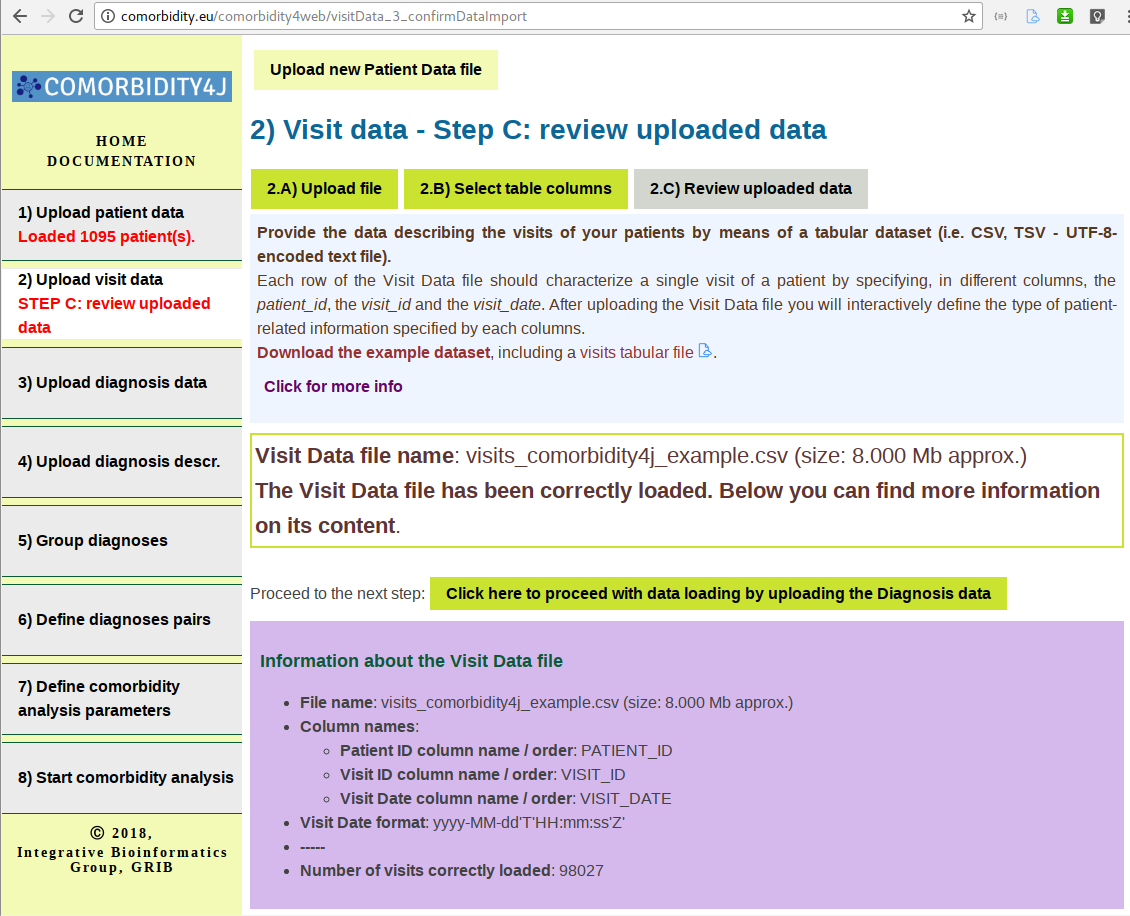 comorbidity.eu/comorbidity4web/visitData_3_confirmDataImport
COMORBIDITY4J
HOME
DOCUMENTATION
1) Upload patient data
Loaded 1095 patient(s).
2) Upload visit data
STEP C: review uploaded
data
3) Upload diagnosis data
4) Upload diagnosis descr.
5) Group diagnoses
6) Define diagnoses pairs
7) Define comorbidity
analysis parameters
8) Start comorbidity analysis
© 2018,
Integrative Bioinformatics
Group, GRIB
Upload new Patient Data file
2) Visit data - Step C: review uploaded data
2.A) Upload file
2.B) Select table columns
2.C) Review uploaded data
Provide the data describing the visits of your patients by means of a tabular dataset (i.e. CSV, TSV - UTF-8-
encoded text file).
Each row of the Visit Data file should characterize a single visit of a patient by specifying, in different columns, the
patient_id, the visit_id and the visit_date. After uploading the Visit Data file you will interactively define the type of patient-
related information specified by each columns.
Download the example dataset, including a visits tabular file .
Click for more info
Visit Data file name: visits_comorbidity4j_example.csv (size: 8.000 Mb approx.)
The Visit Data file has been correctly loaded. Below you can find more information
on its content.
Proceed to the next step: Click here to proceed with data loading by uploading the Diagnosis data
Information about the Visit Data file
• File name: visits_comorbidity4j_example.csv (size: 8.000 Mb approx.)
• Column names:
◦ Patient ID column name / order: PATIENT_ID
◦ Visit ID column name / order: VISIT_ID
◦ Visit Date column name / order: VISIT_DATE
• Visit Date format: yyyy-MM-dd'T'HH:mm:ss'Z'
• -----
• Number of visits correctly loaded: 98027